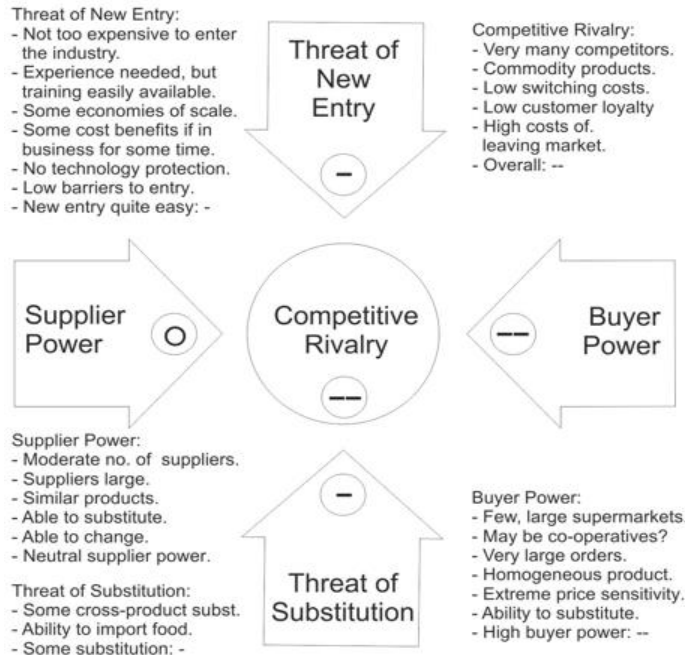 Threat of New Entry:
- Not too expensive to enter
the industry.
- Experience needed, but
training easily available.
- Some economies of scale.
- Some cost benefits if in
business for some time.
- No technology protection.
- Low barriers to entry.
- New entry quite easy: -
Threat of
New
Entry
-
Competitive Rivalry:
- Very many competitors.
- Commodity products.
- Low switching costs.
- Low customer loyalty
- High costs of.
leaving market.
- Overall: --
Supplier
Power
O
Competitive
Rivalry
--
--
Buyer
Power
Supplier Power:
- Moderate no. of suppliers.
- Suppliers large.
- Similar products.
- Able to substitute.
- Able to change.
- Neutral supplier power.
Threat of Substitution:
- Some cross-product subst.
- Ability to import food.
- Some substitution: -
-
Threat of
Substitution
Buyer Power:
- Few, large supermarkets.
- May be co-operatives?
- Very large orders.
- Homogeneous product.
- Extreme price sensitivity.
- Ability to substitute.
- High buyer power: --